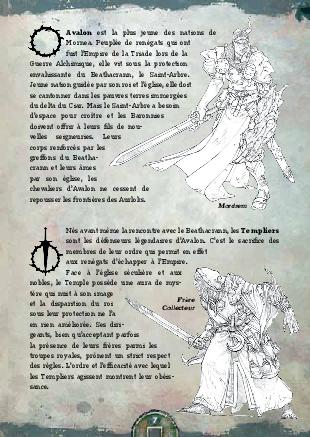 Avalon est la plus jeune des nations de
Mornea. Peuplée de renégats qui ont
fuit l'Empire de la Triade lors de la
Guerre Alchimique, elle vit sous la protection
envahissante du Beathacrann, le Saint-Arbre.
Jeune nation guidée par son roi et l'église, elle doit
se cantonner dans les pauvres terres immergées
du delta du Csar. Mais le Saint-Arbre a besoin
d'espace pour croître et les Baronnies
doivent offrir à leurs fils de nou-
velles seigneuries. Leurs
corps renforcés par les
greffons du Beatha-
crann et leurs âmes
par son église, les
chevaliers d'Avalon ne cessent de
repousser les frontières des Aurloks.
Mordren
Nés avant même la rencontre avec le Beathacrann, les Templiers
sont les défenseurs légendaires d'Avalon. C'est le sacrifice des
membres de leur ordre qui permit en effet
aux renégats d'échapper à l'Empire.
Face à l'église séculière et aux
nobles, le Temple possède une aura de mys-
tère qui nuit à son image
et la disparition du roi
sous leur protection ne l'a
en rien améliorée. Ses diri-
geants, bien qu'acceptant parfois
la présence de leurs frères parmi les
troupes royales, prônent un strict respect
des règles. L'ordre et l'efficacité avec lequel
les Templiers agissent montrent leur obéis-
sance.
Frère
Collecteur
7